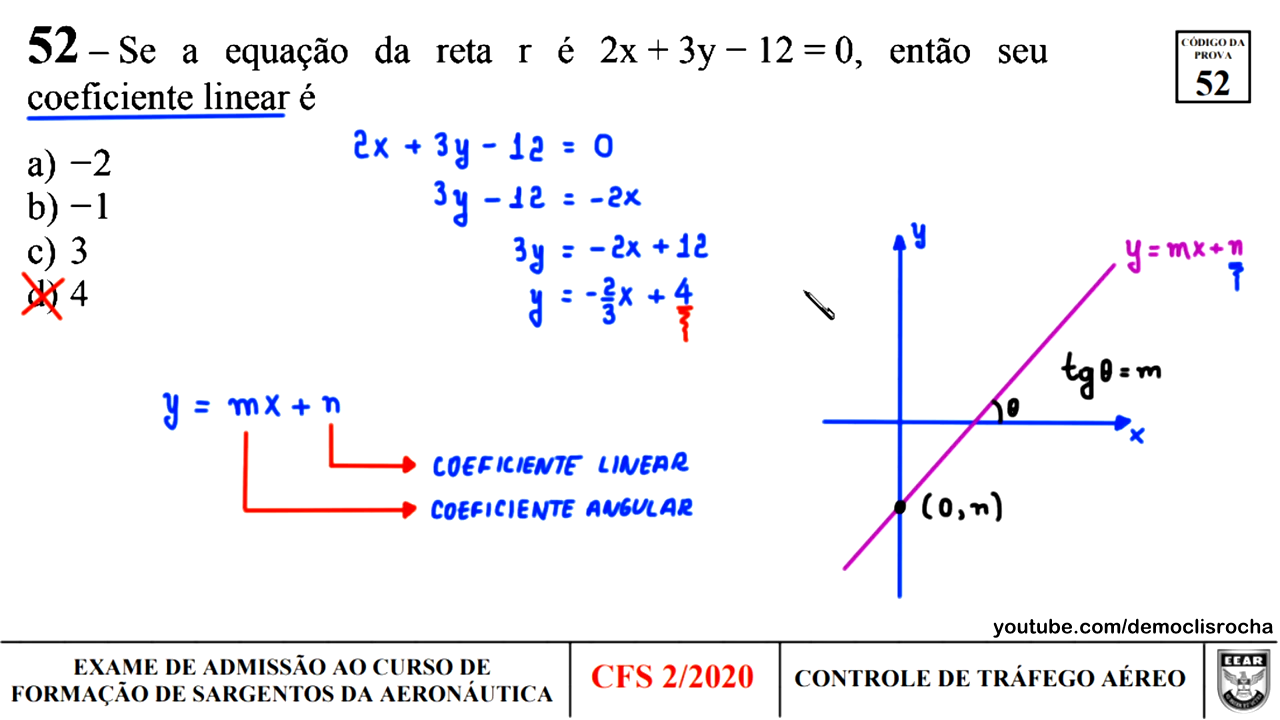 52 – Se a equação da reta r é 2x + 3y − 12 = 0, então seu
coeficiente linear é
CÓDIGO DA
PROVA
52
a) −2
b) −1
c) 3
d) 4
2x + 3y - 12 = 0
3y - 12 = -2x
3y = -2x + 12
y = -2/3x + 4
y = mx + n
COEFICIENTE LINEAR
COEFICIENTE ANGULAR
y
y = mx + n
tg θ = m
θ
x
(0, n)
youtube.com/democlisrocha
EXAME DE ADMISSÃO AO CURSO DE
FORMAÇÃO DE SARGENTOS DA AERONÁUTICA
CFS 2/2020
CONTROLE DE TRÁFEGO AÉREO
EEAR